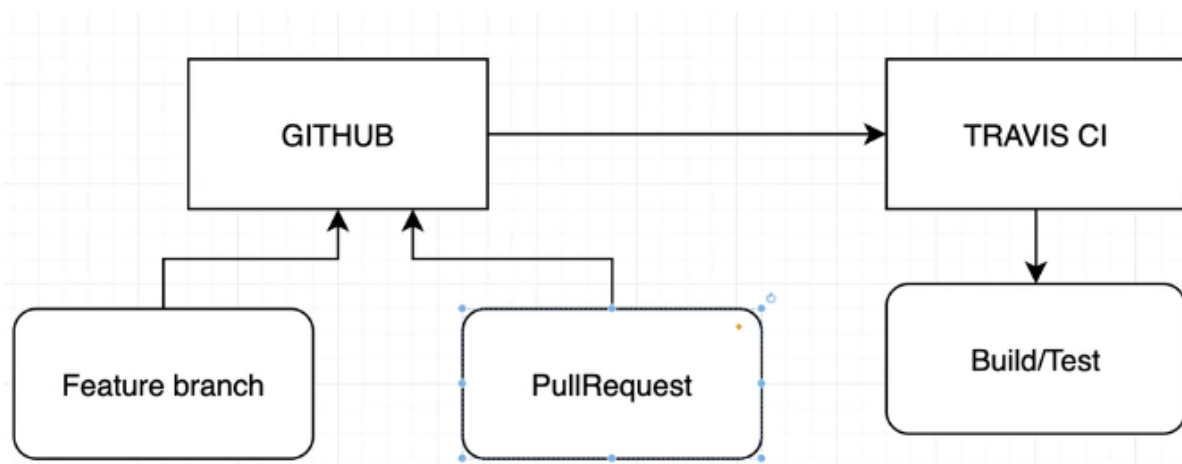 GITHUB
TRAVIS CI
Feature branch
PullRequest
Build/Test